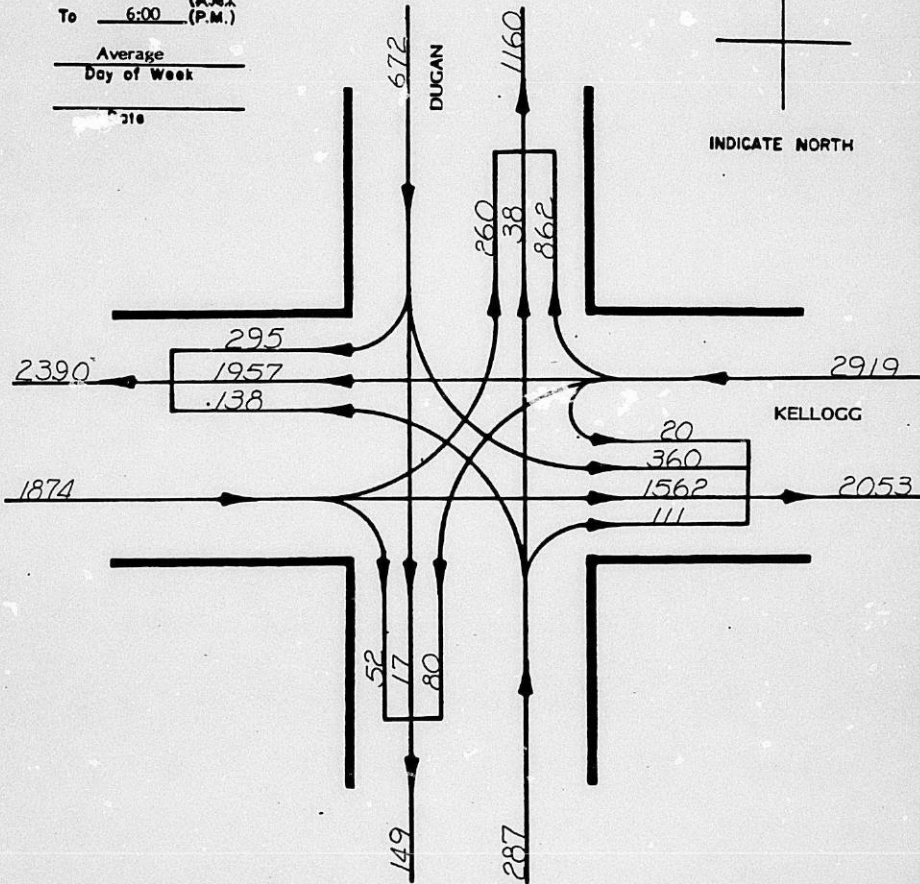 (A.M.)
To 6:00 (P.M.)
Average
Day of Week
Date
672
DUGAN
1160
INDICATE NORTH
260
38
862
295
2390
1957
138
2919
KELLOGG
20
360
1874
1562
2053
111
52
17
80
149
287